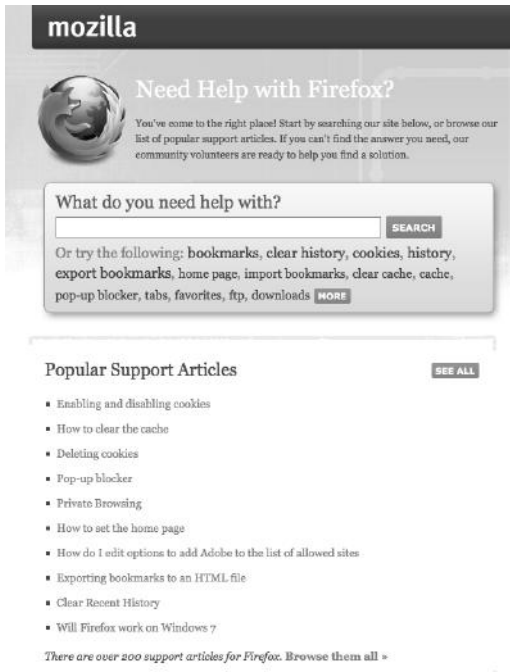 mozilla
Need Help with Firefox?
You've come to the right place! Start by searching our site below, or browse our
list of popular support articles. If you can't find the answer you need, our
community volunteers are ready to help you find a solution.
What do you need help with?
SEARCH
Or try the following: bookmarks, clear history, cookies, history,
export bookmarks, home page, import bookmarks, clear cache, cache,
pop-up blocker, tabs, favorites, ftp, downloads MORE
Popular Support Articles SEE ALL
▪ Enabling and disabling cookies
▪ How to clear the cache
▪ Deleting cookies
▪ Pop-up blocker
▪ Private Browsing
▪ How to set the home page
▪ How do I edit options to add Adobe to the list of allowed sites
▪ Exporting bookmarks to an HTML file
▪ Clear Recent History
▪ Will Firefox work on Windows 7
There are over 200 support articles for Firefox. Browse them all »